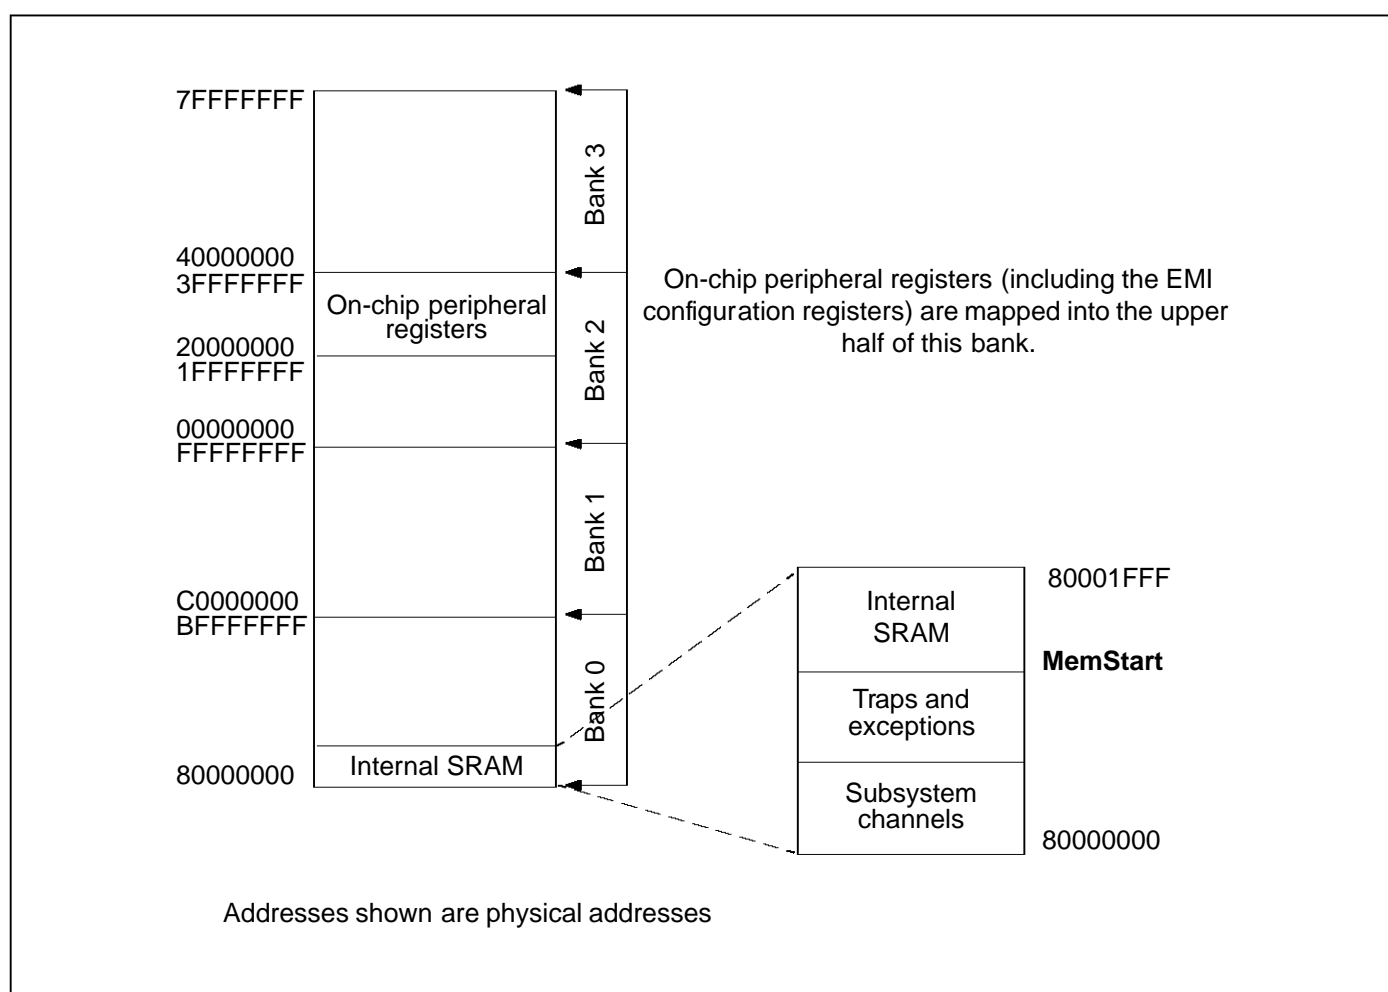 7FFFFFFF
Bank 3
40000000
3FFFFFFF
On-chip peripheral
registers
Bank 2
On-chip peripheral registers (including the EMI
configuration registers) are mapped into the upper
half of this bank.
20000000
1FFFFFFF
00000000
FFFFFFFF
Bank 1
C0000000
BFFFFFFF
Bank 0
Internal SRAM
80000000
80001FFF
Internal
SRAM
MemStart
Traps and
exceptions
Subsystem
channels
80000000
Addresses shown are physical addresses